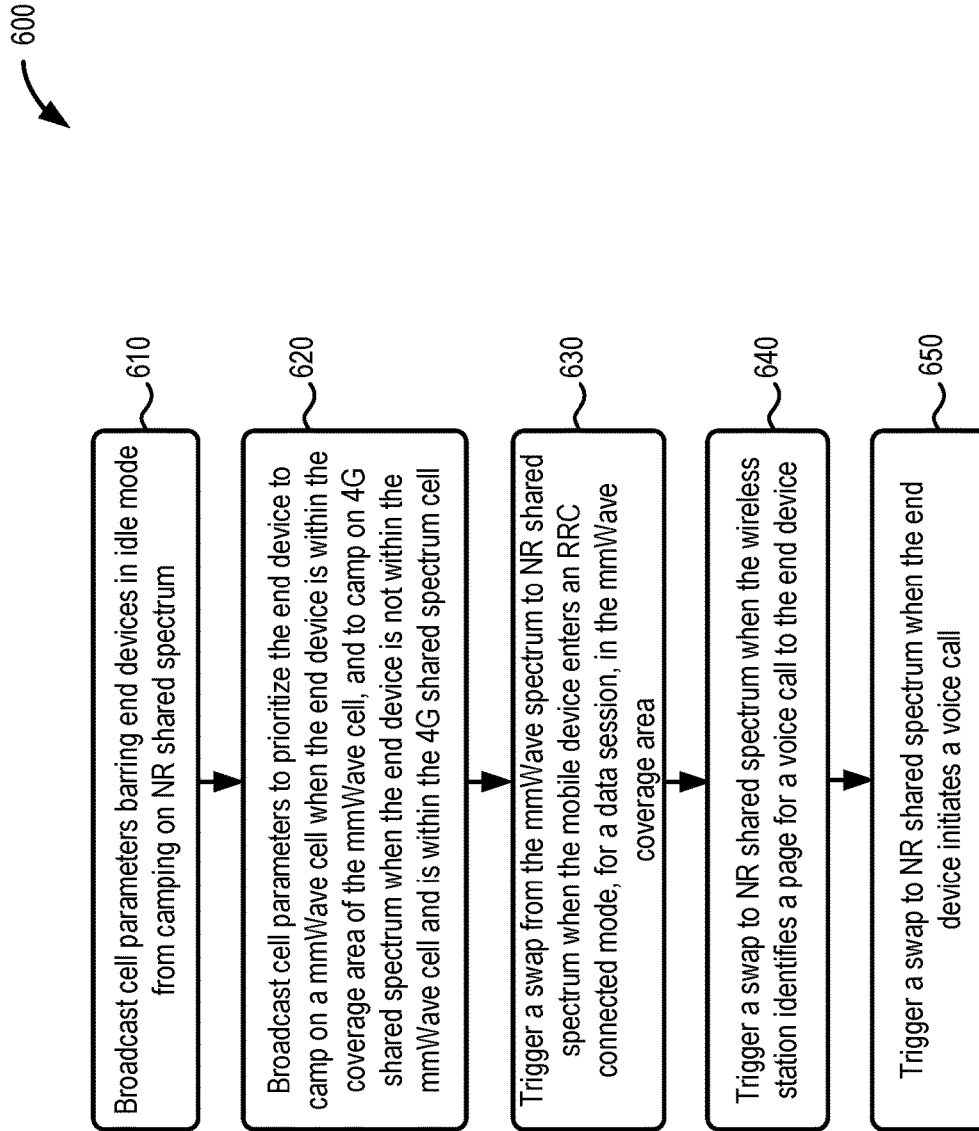 600
610
Broadcast cell parameters barring end devices in idle mode
from camping on NR shared spectrum
620
Broadcast cell parameters to prioritize the end device to
camp on a mmWave cell when the end device is within the
coverage area of the mmWave cell, and to camp on 4G
shared spectrum when the end device is not within the
mmWave cell and is within the 4G shared spectrum cell
630
Trigger a swap from the mmWave spectrum to NR shared
spectrum when the mobile device enters an RRC
connected mode, for a data session, in the mmWave
coverage area
640
Trigger a swap to NR shared spectrum when the wireless
station identifies a page for a voice call to the end device
650
Trigger a swap to NR shared spectrum when the end
device initiates a voice call